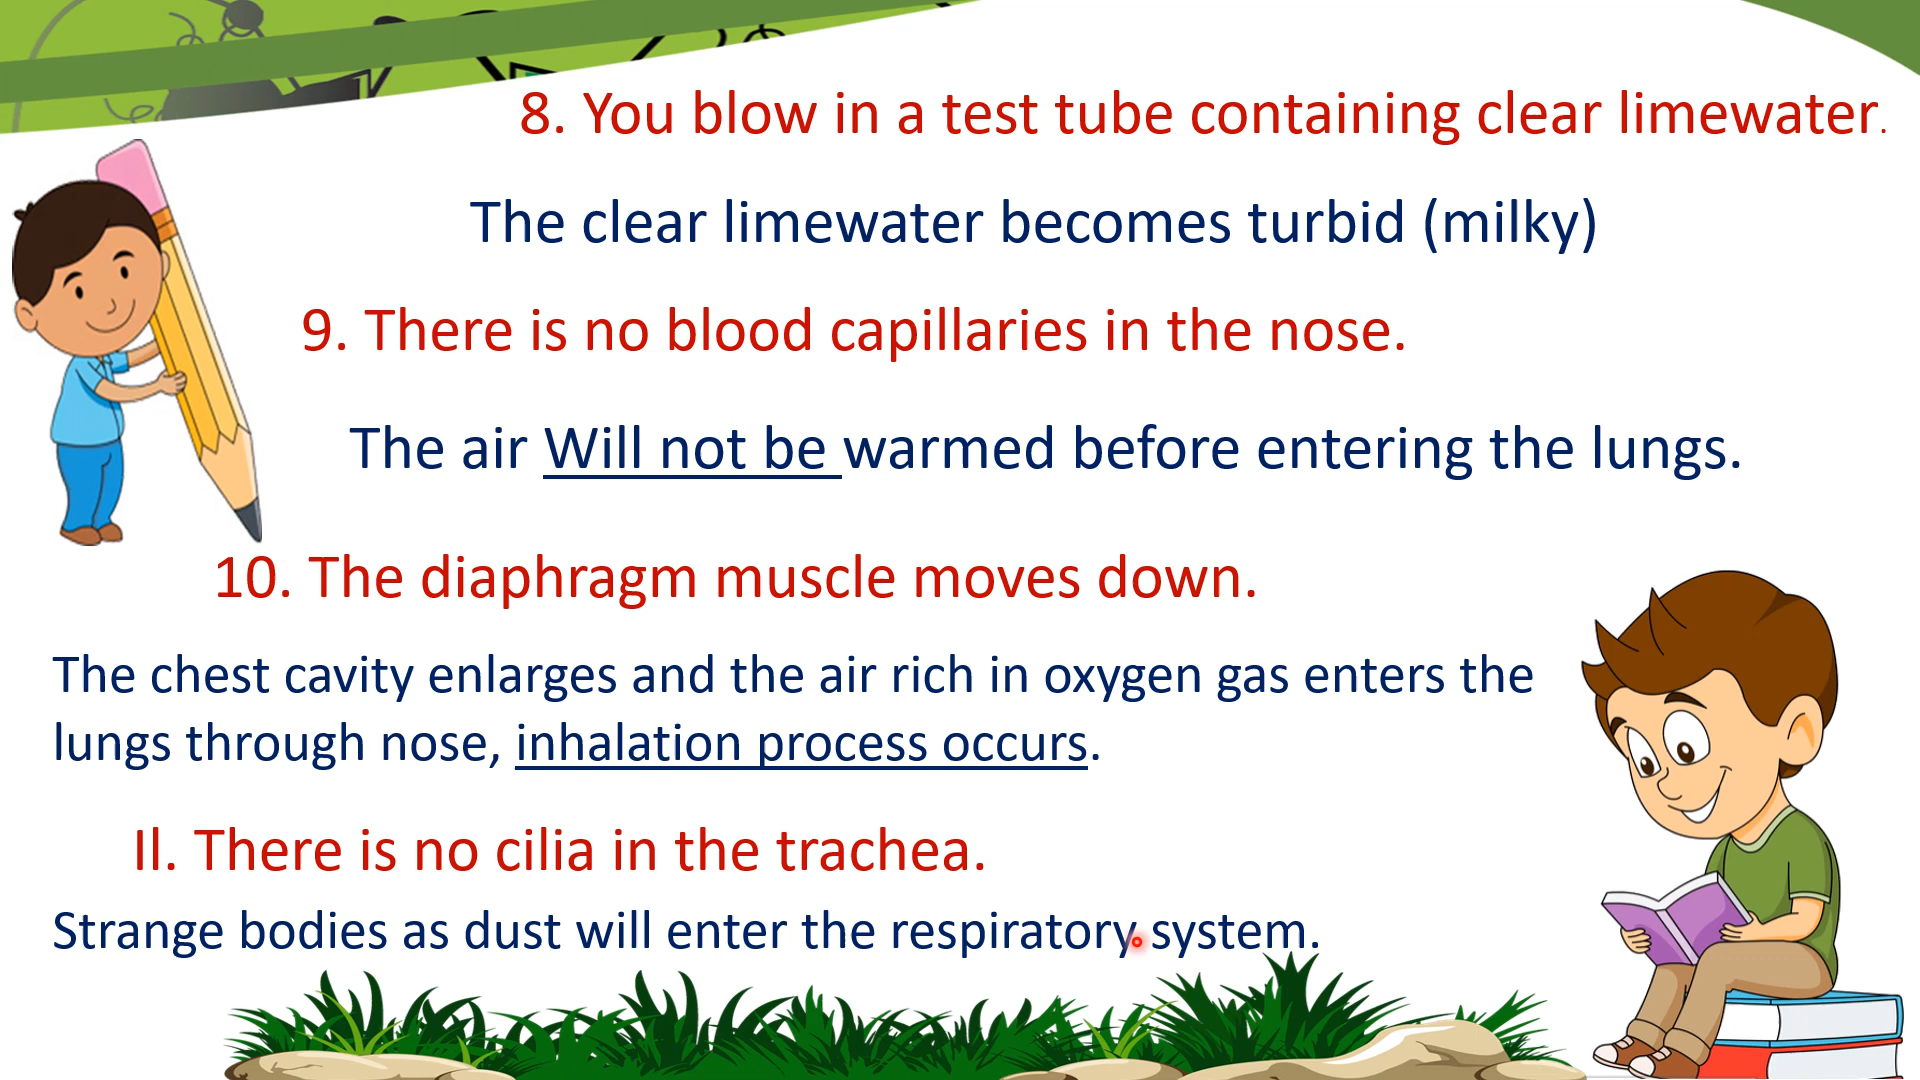 8. You blow in a test tube containing clear limewater.
The clear limewater becomes turbid (milky)
9. There is no blood capillaries in the nose.
The air Will not be warmed before entering the lungs.
10. The diaphragm muscle moves down.
The chest cavity enlarges and the air rich in oxygen gas enters the
lungs through nose, inhalation process occurs.
Il. There is no cilia in the trachea.
Strange bodies as dust will enter the respiratory system.